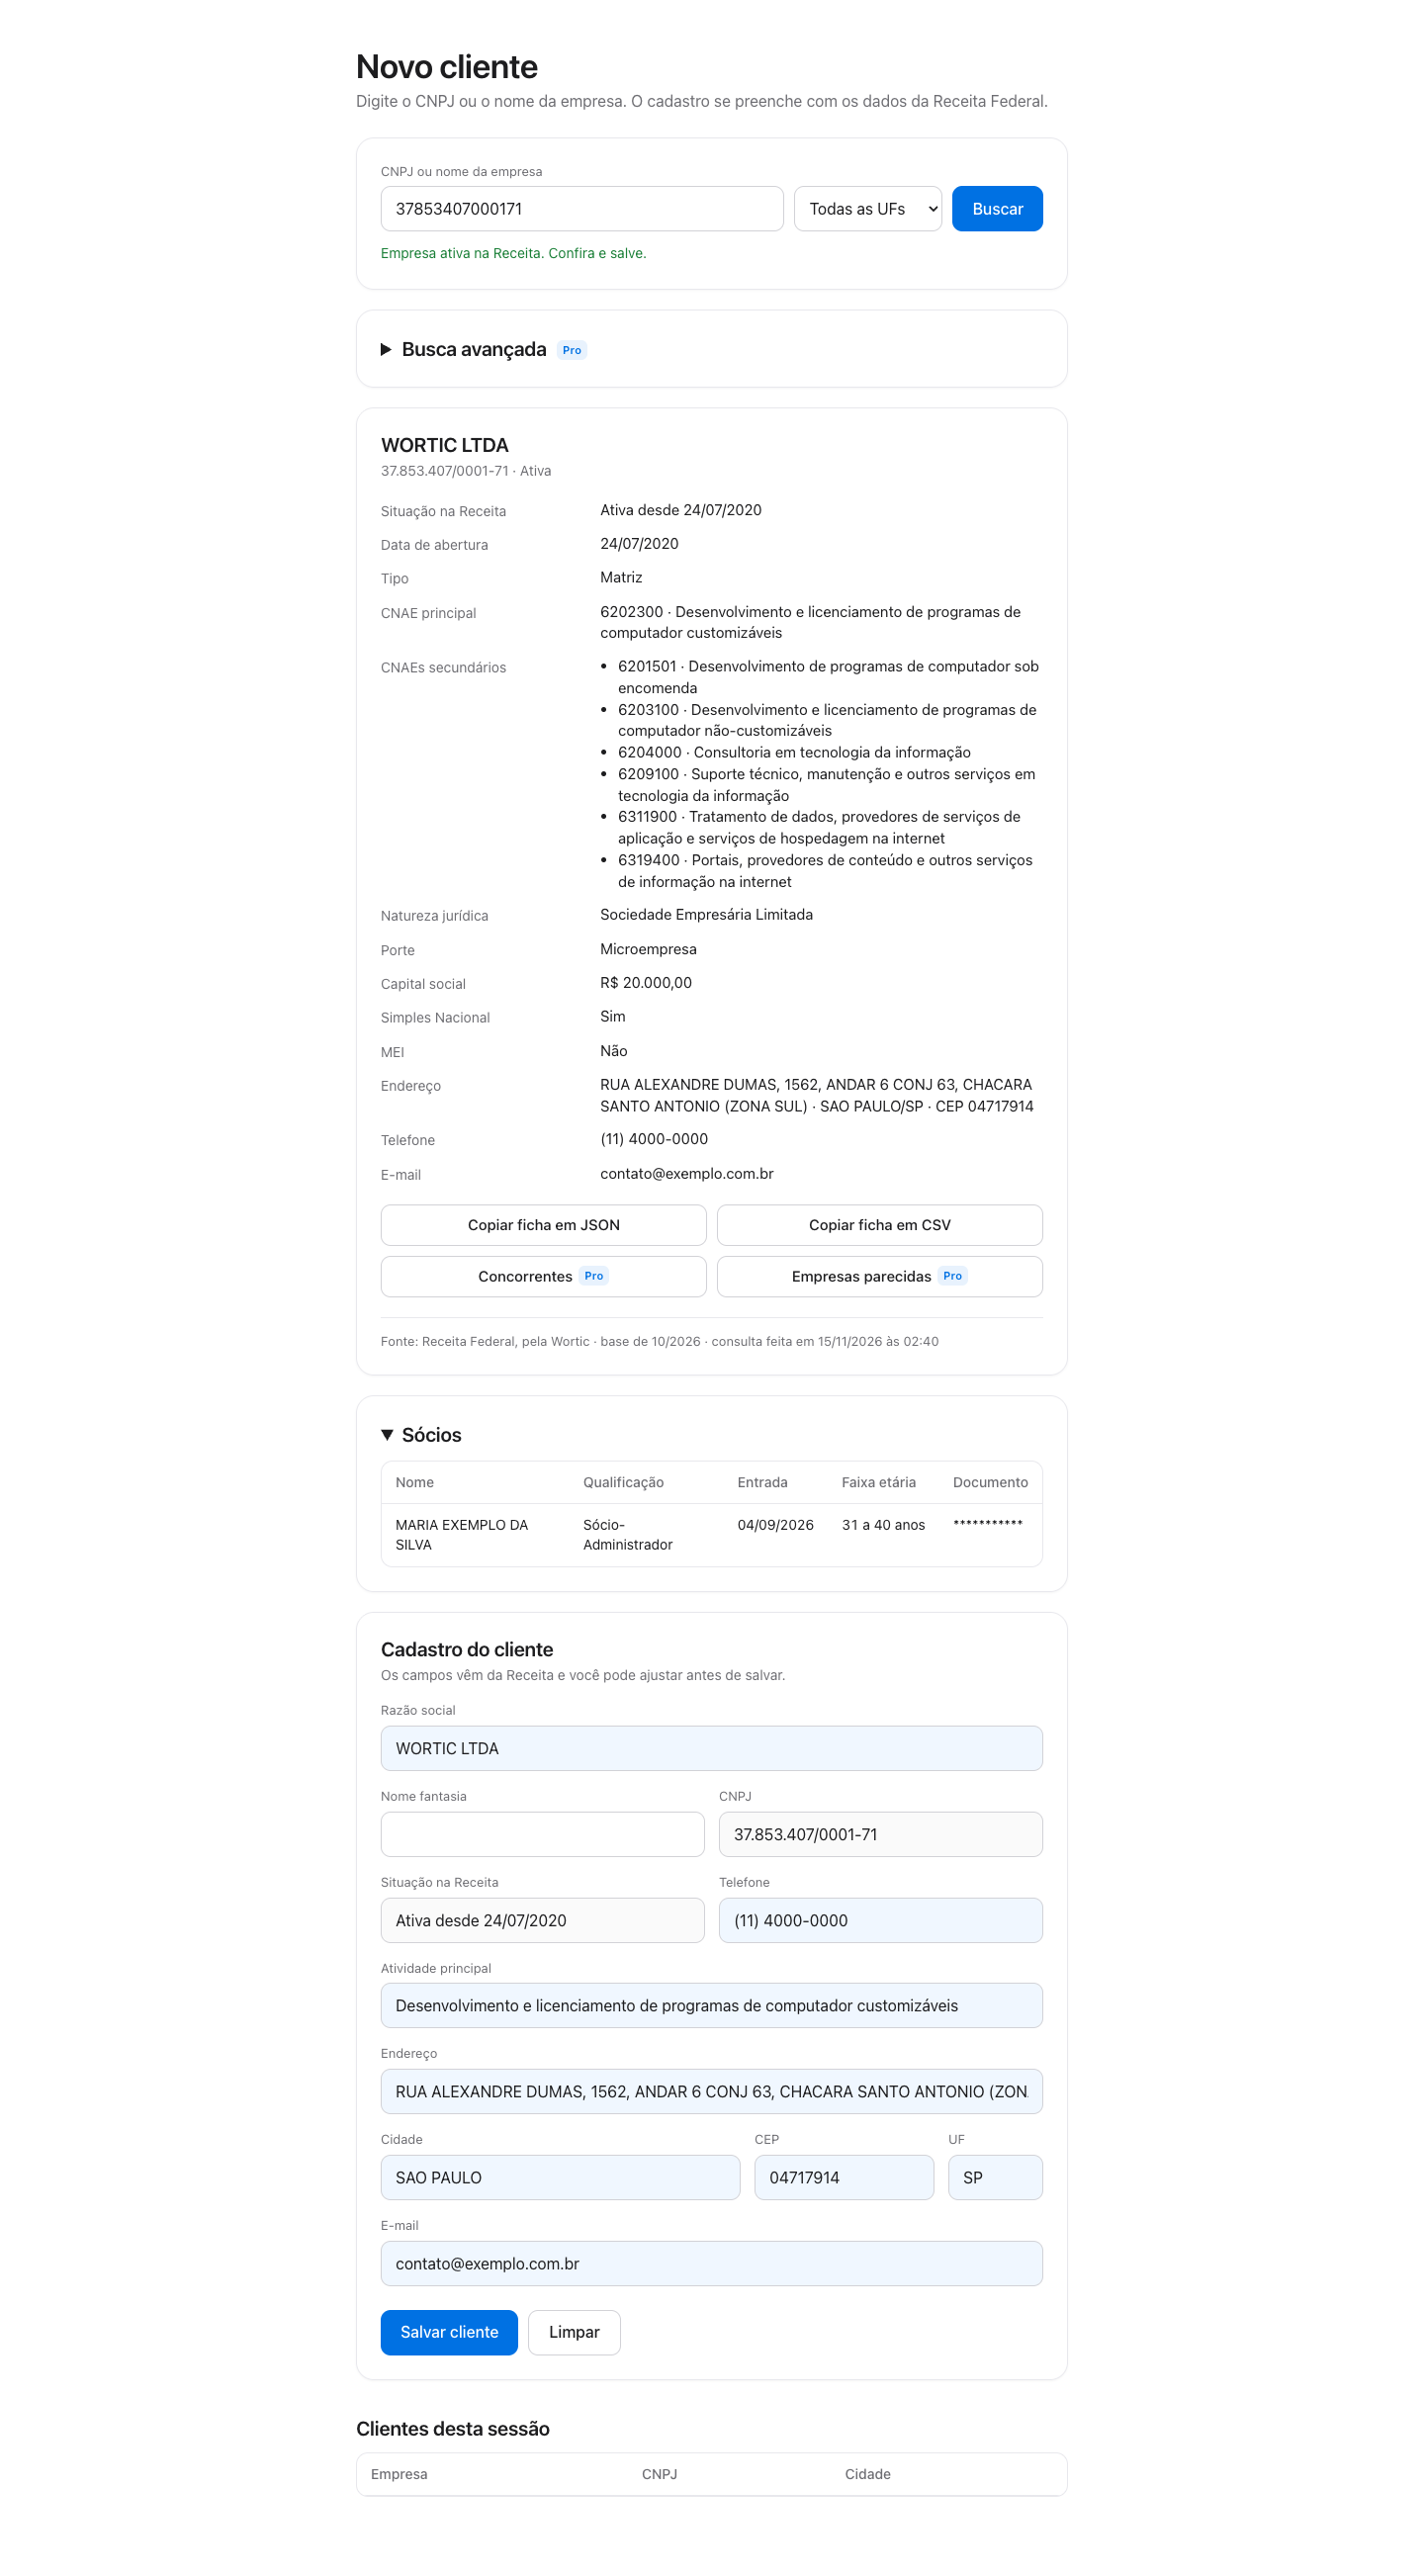 Novo cliente
Digite o CNPJ ou o nome da empresa. O cadastro se preenche com os dados da Receita Federal.
CNPJ ou nome da empresa
37853407000171
Todas as UFs
Buscar
Empresa ativa na Receita. Confira e salve.
Busca avançada Pro
WORTIC LTDA
37.853.407/0001-71 · Ativa
Situação na Receita
Ativa desde 24/07/2020
Data de abertura
24/07/2020
Tipo
Matriz
CNAE principal
6202300 · Desenvolvimento e licenciamento de programas de
computador customizáveis
CNAEs secundários
• 6201501 · Desenvolvimento de programas de computador sob
encomenda
• 6203100 · Desenvolvimento e licenciamento de programas de
computador não-customizáveis
• 6204000 · Consultoria em tecnologia da informação
• 6209100 · Suporte técnico, manutenção e outros serviços em
tecnologia da informação
• 6311900 · Tratamento de dados, provedores de serviços de
aplicação e serviços de hospedagem na internet
• 6319400 · Portais, provedores de conteúdo e outros serviços
de informação na internet
Natureza jurídica
Sociedade Empresária Limitada
Porte
Microempresa
Capital social
R$ 20.000,00
Simples Nacional
Sim
MEI
Não
Endereço
RUA ALEXANDRE DUMAS, 1562, ANDAR 6 CONJ 63, CHACARA
SANTO ANTONIO (ZONA SUL) · SAO PAULO/SP · CEP 04717914
Telefone
(11) 4000-0000
E-mail
contato@exemplo.com.br
Copiar ficha em JSON
Copiar ficha em CSV
Concorrentes Pro
Empresas parecidas Pro
Fonte: Receita Federal, pela Wortic · base de 10/2026 · consulta feita em 15/11/2026 às 02:40
Sócios
Nome Qualificação Entrada Faixa etária Documento
MARIA EXEMPLO DA
SILVA
Sócio-
Administrador
04/09/2026
31 a 40 anos
***********
Cadastro do cliente
Os campos vêm da Receita e você pode ajustar antes de salvar.
Razão social
WORTIC LTDA
Nome fantasia
CNPJ
37.853.407/0001-71
Situação na Receita
Ativa desde 24/07/2020
Telefone
(11) 4000-0000
Atividade principal
Desenvolvimento e licenciamento de programas de computador customizáveis
Endereço
RUA ALEXANDRE DUMAS, 1562, ANDAR 6 CONJ 63, CHACARA SANTO ANTONIO (ZON
Cidade
SAO PAULO
CEP
04717914
UF
SP
E-mail
contato@exemplo.com.br
Salvar cliente
Limpar
Clientes desta sessão
Empresa CNPJ Cidade